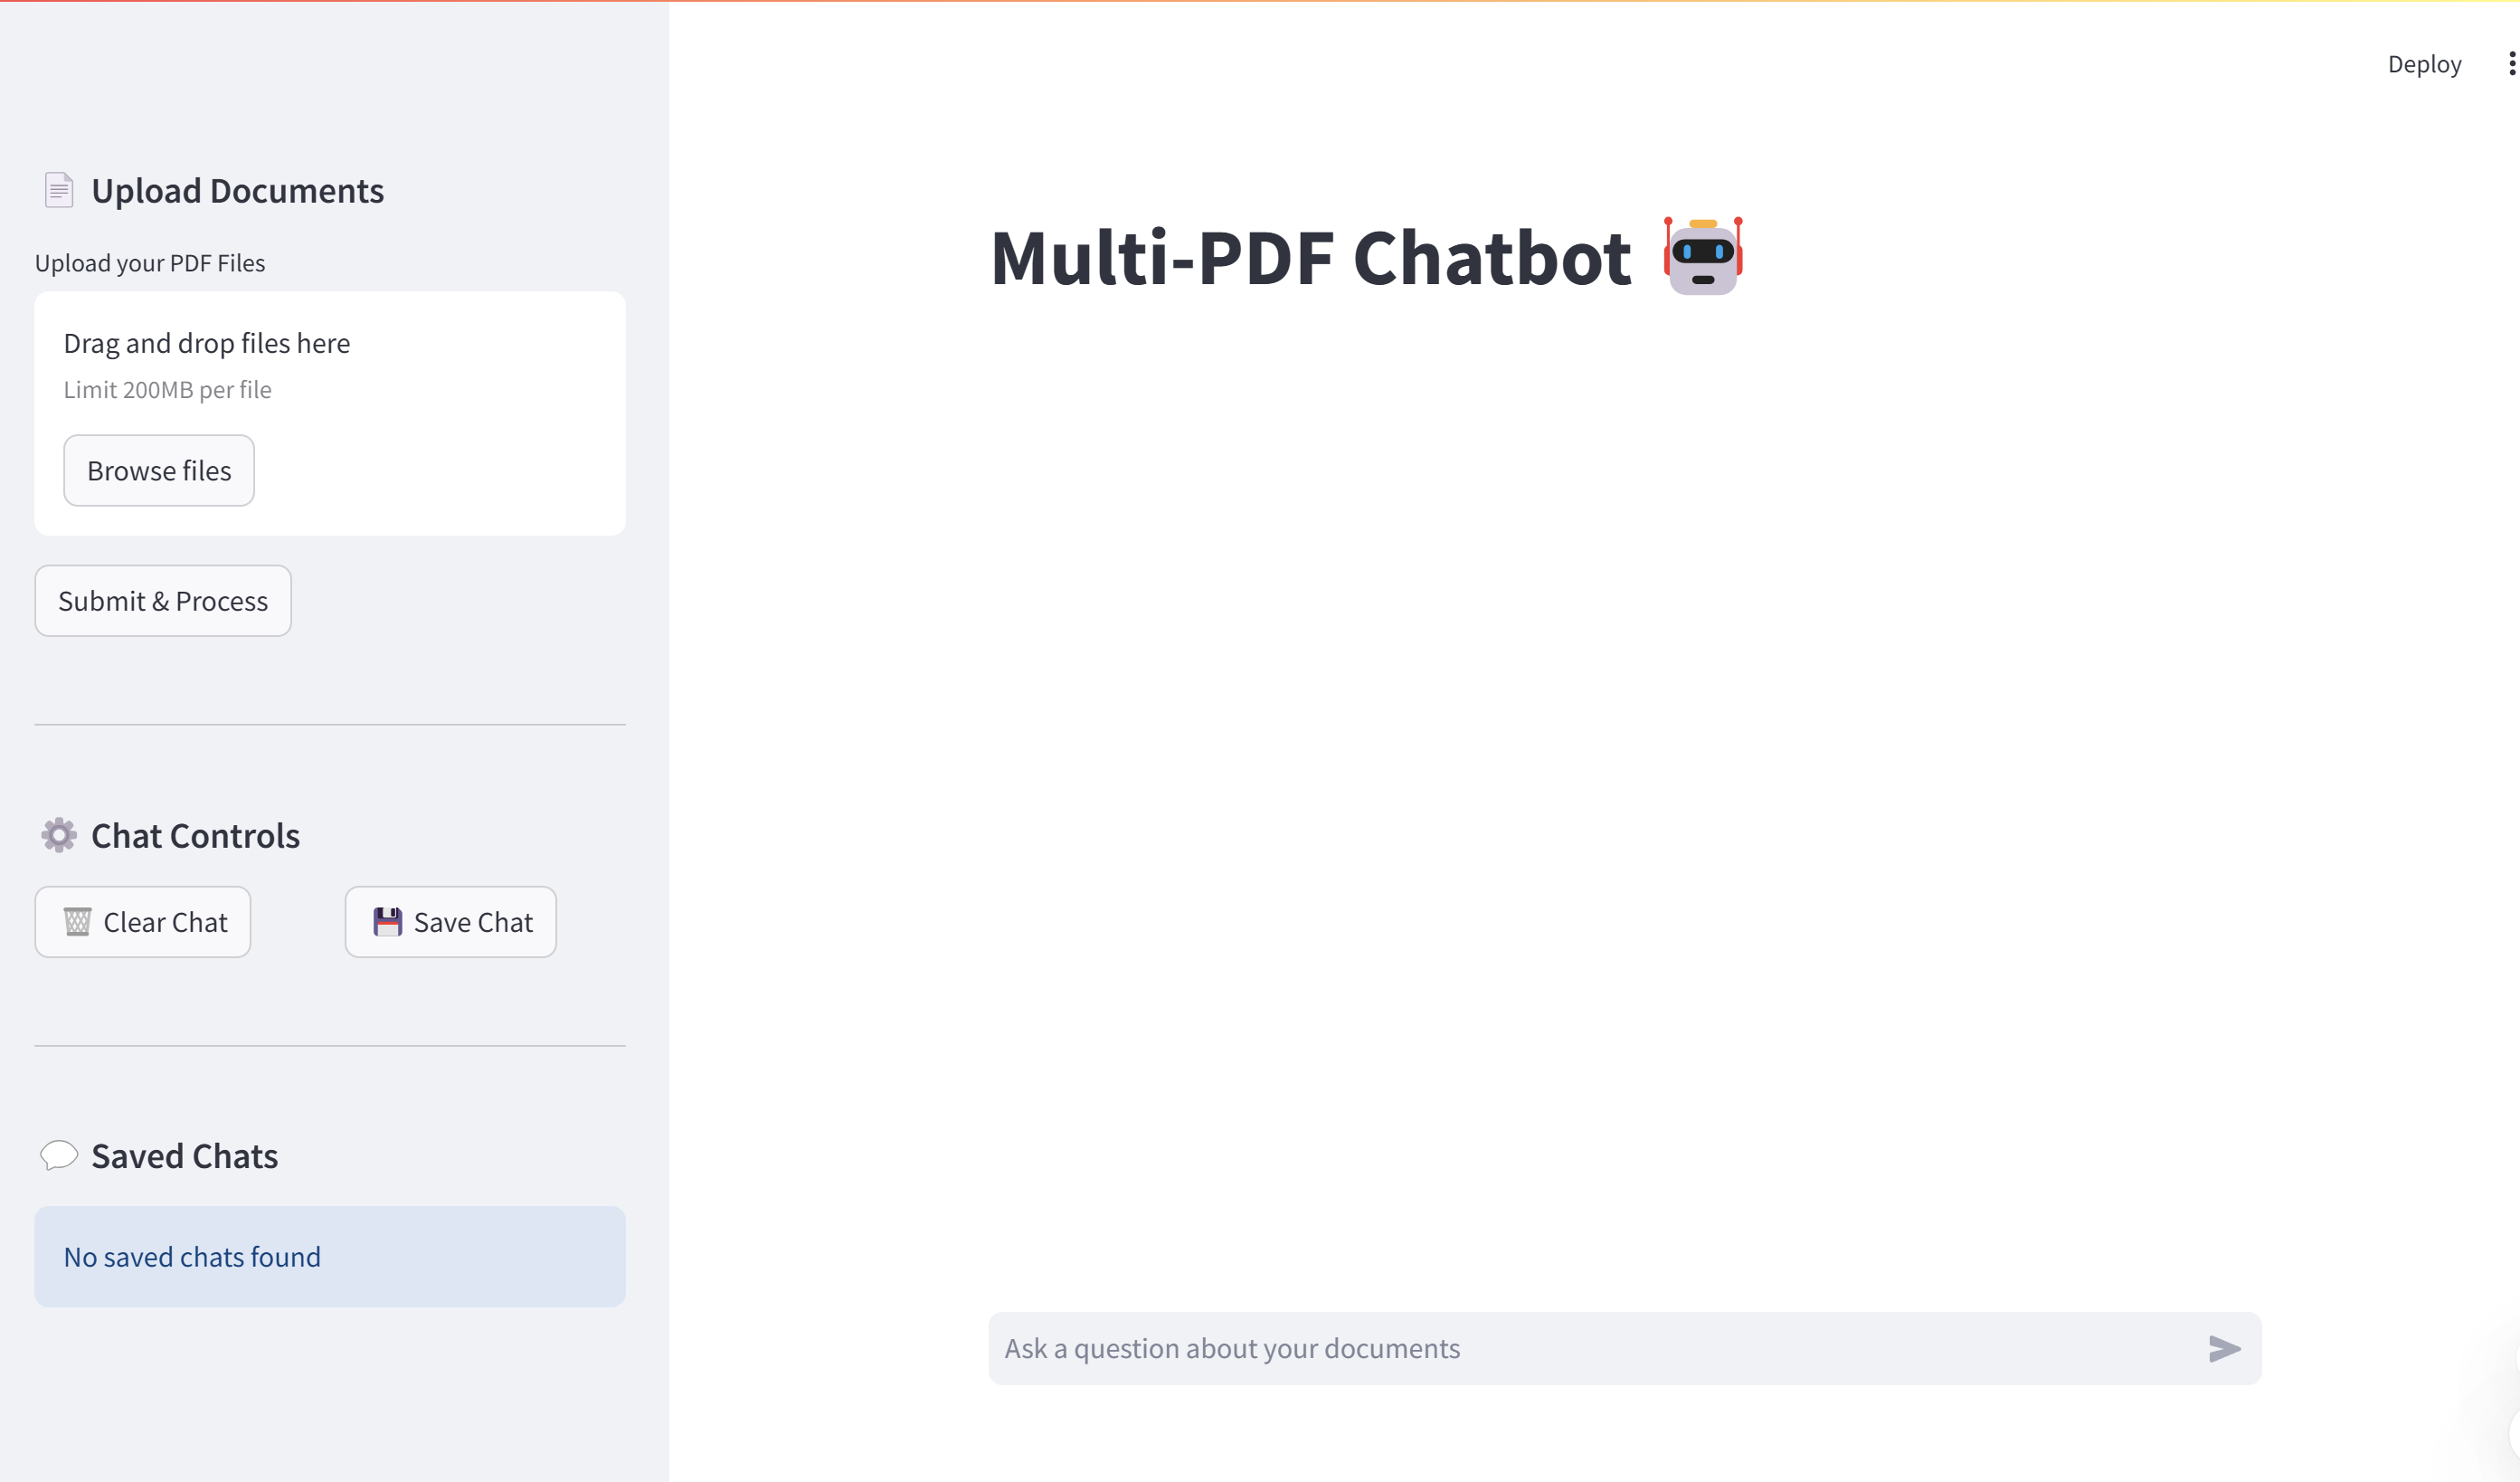 Deploy
Upload Documents
Upload your PDF Files
Drag and drop files here
Limit 200MB per file
Browse files
Submit & Process
Chat Controls
Clear Chat
Save Chat
Saved Chats
No saved chats found
Multi-PDF Chatbot
Ask a question about your documents